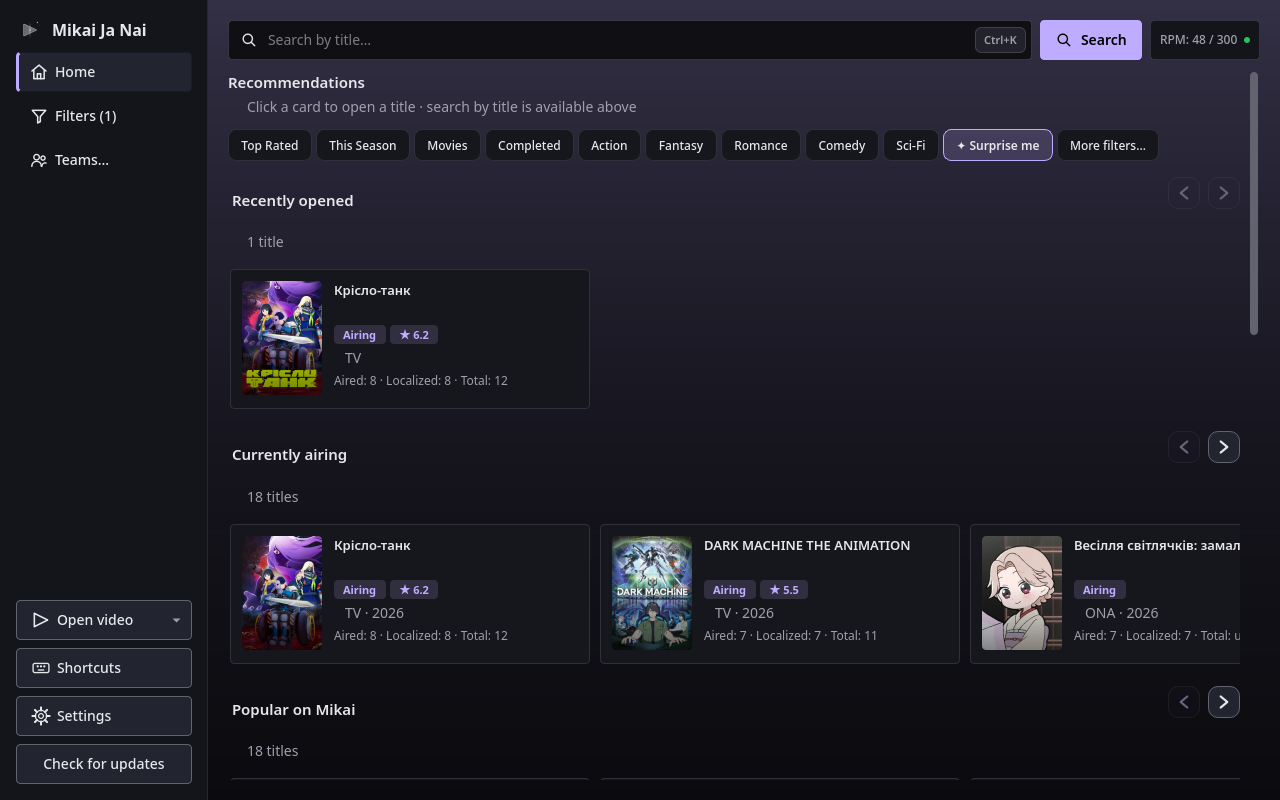 Mikai Ja Nai
Home
Filters (1)
Teams...
Open video
Shortcuts
Settings
Check for updates
Search by title...
Ctrl+K
Search
RPM: 48 / 300
Recommendations
Click a card to open a title · search by title is available above
Top Rated
This Season
Movies
Completed
Action
Fantasy
Romance
Comedy
Sci-Fi
✦ Surprise me
More filters...
Recently opened
1 title
КРІСЛО
ТАНК
Крісло-танк
Airing
★ 6.2
TV
Aired: 8 · Localized: 8 · Total: 12
Currently airing
18 titles
Крісло-танк
Airing
★ 6.2
TV · 2026
Aired: 8 · Localized: 8 · Total: 12
DARK MACHINE
DARK MACHINE THE ANIMATION
Airing
★ 5.5
TV · 2026
Aired: 7 · Localized: 7 · Total: 11
Весілля світлячків: замал
Airing
ONA · 2026
Aired: 7 · Localized: 7 · Total: u
Popular on Mikai
18 titles